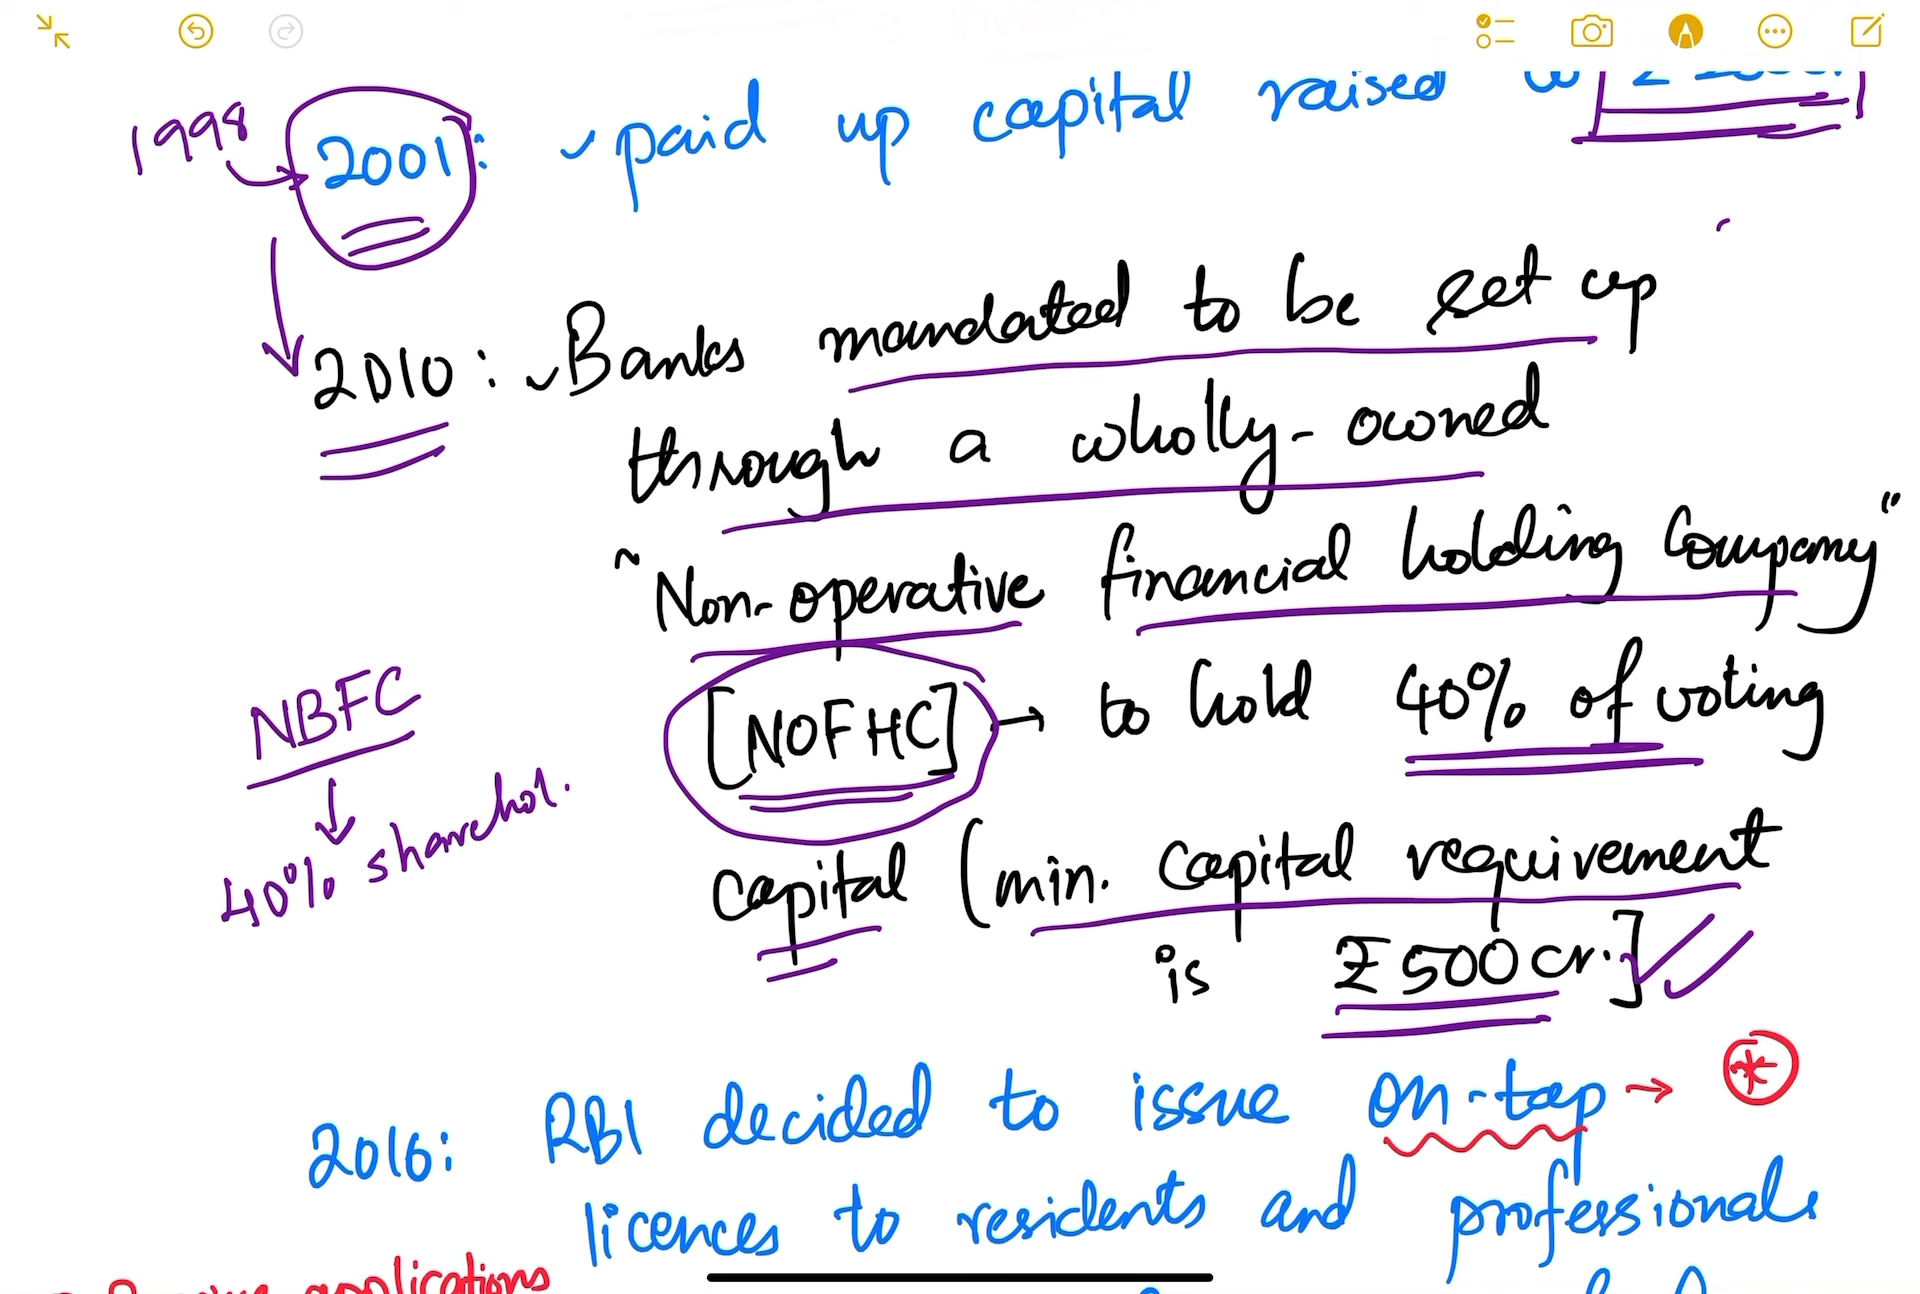 1998
2001: paid up capital raised to
2010: Banks mandated to be set up
through a wholly-owned
"Non-operative financial holding Company"
[NOFHC] → to hold 40% of voting
NBFC
↓
40% sharehol.
capital (min. capital requirement
is ₹500 cr.]
2016: RBI decided to issue on-tap → *
licences to residents and professionals
applications